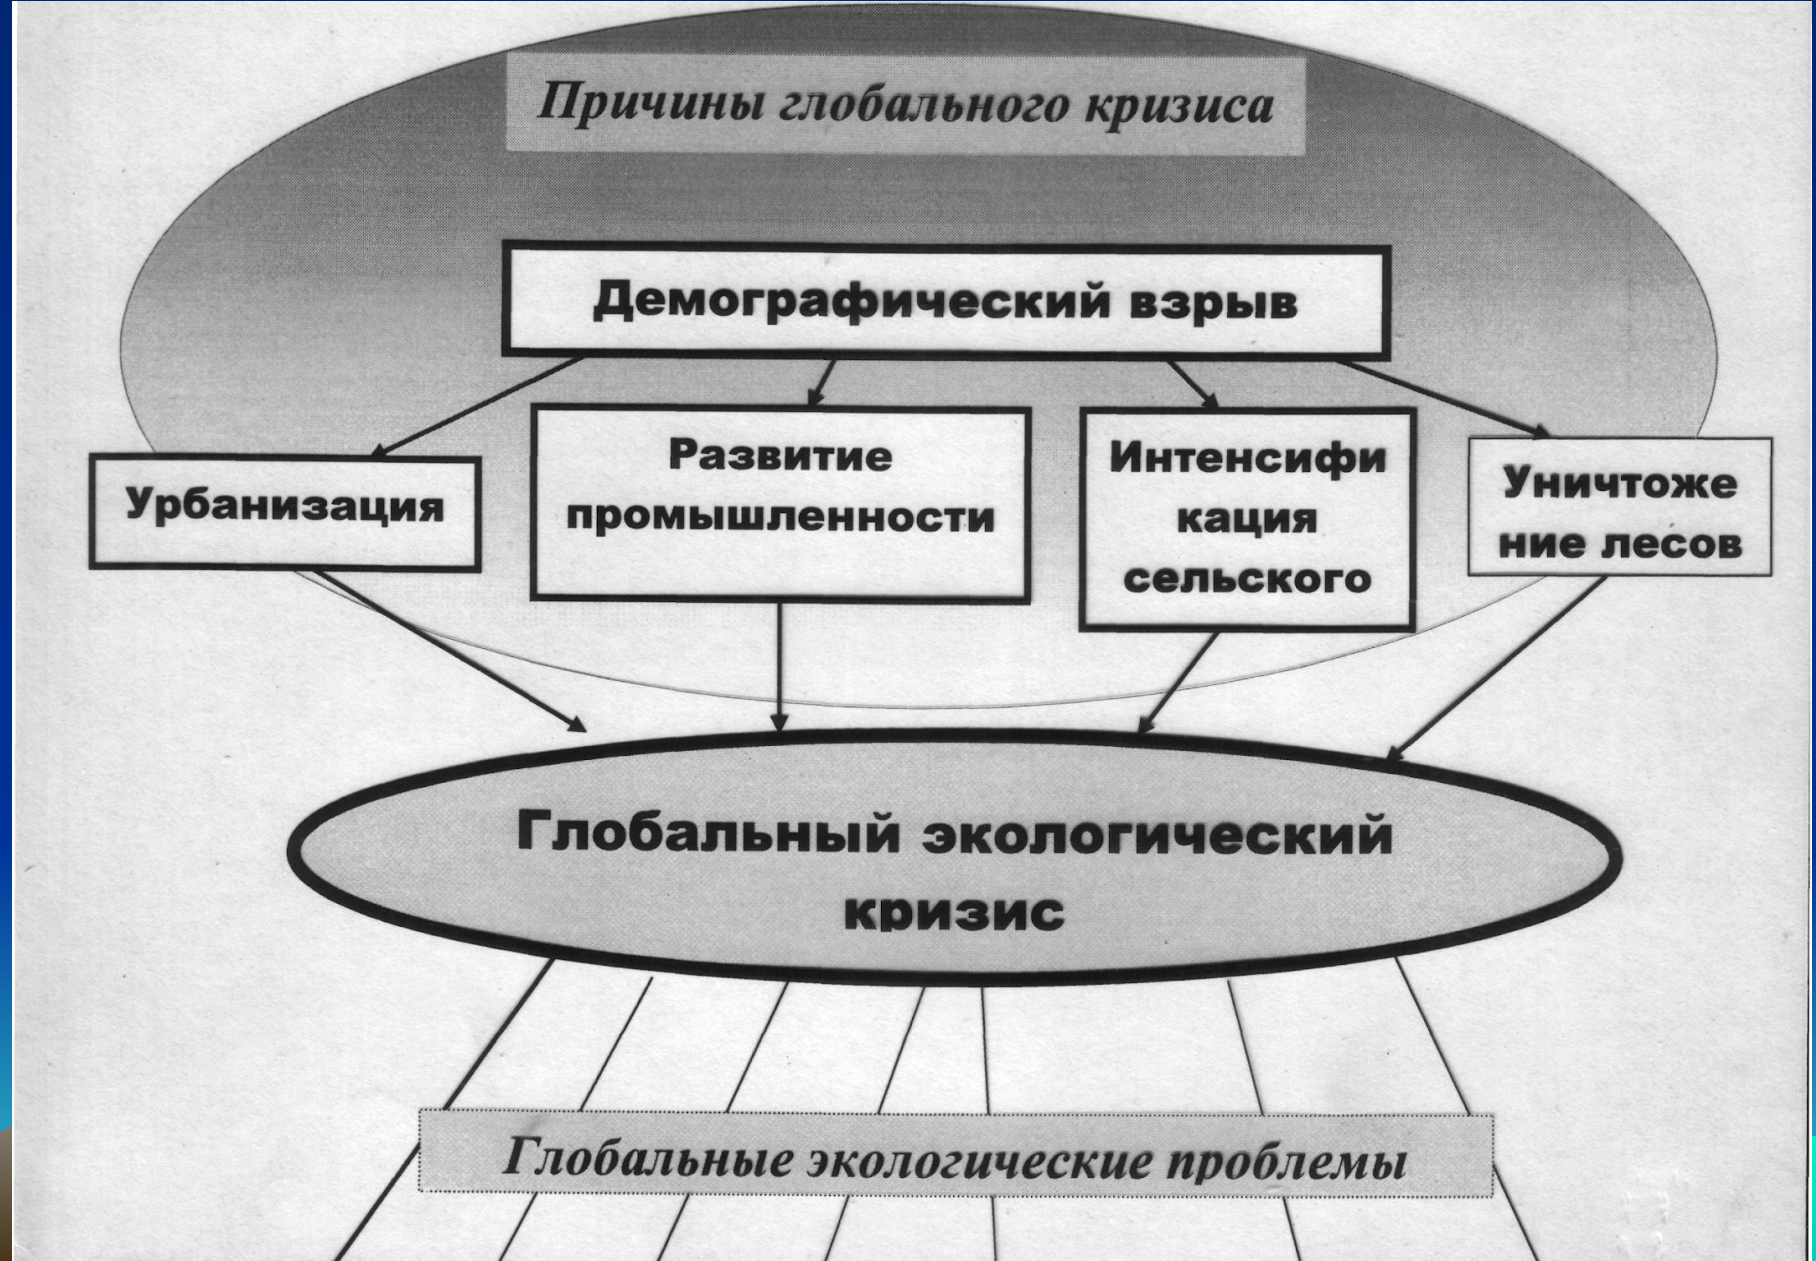 Причины глобального кризиса
Демографический взрыв
Урбанизация
Развитие
промышленности
Интенсифи
кация
сельского
Уничтоже
ние лесов
Глобальный экологический
кризис
Глобальные экологические проблемы